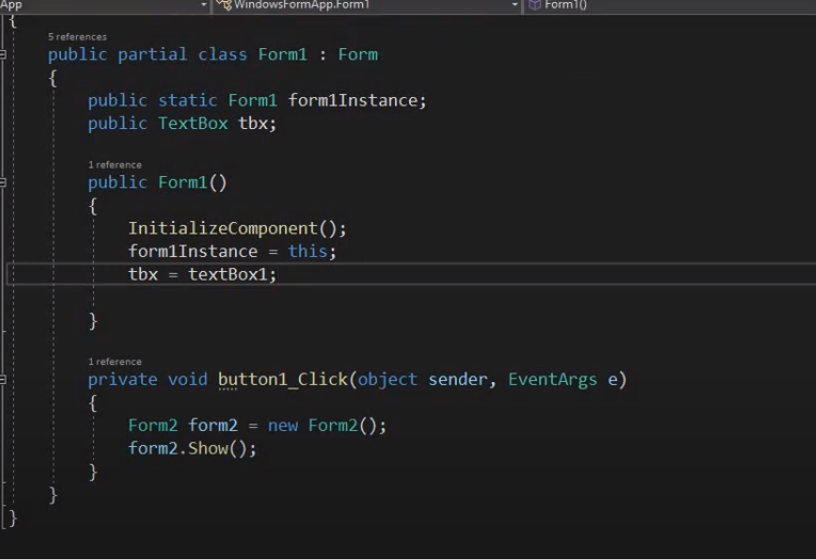 App WindowsFormApp.Form1 Form1()
{
5 references
public partial class Form1 : Form
{
public static Form1 form1Instance;
public TextBox tbx;
1 reference
public Form1()
{
InitializeComponent();
form1Instance = this;
tbx = textBox1;
}
1 reference
private void button1_Click(object sender, EventArgs e)
{
Form2 form2 = new Form2();
form2.Show();
}
}
}